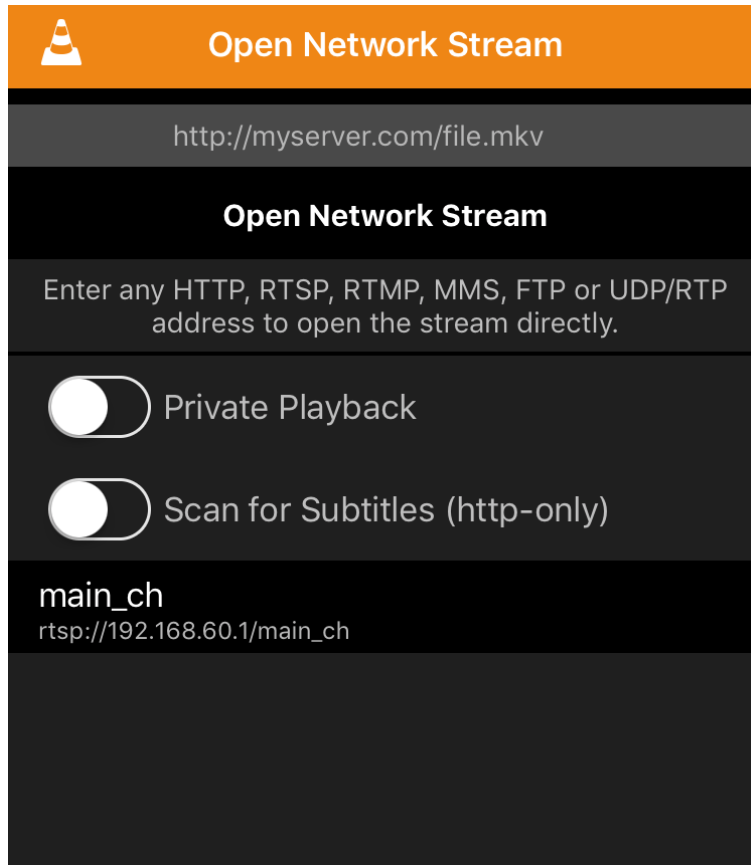 Open Network Stream
http://myserver.com/file.mkv
Open Network Stream
Enter any HTTP, RTSP, RTMP, MMS, FTP or UDP/RTP
address to open the stream directly.
Private Playback
Scan for Subtitles (http-only)
main_ch
rtsp://192.168.60.1/main_ch